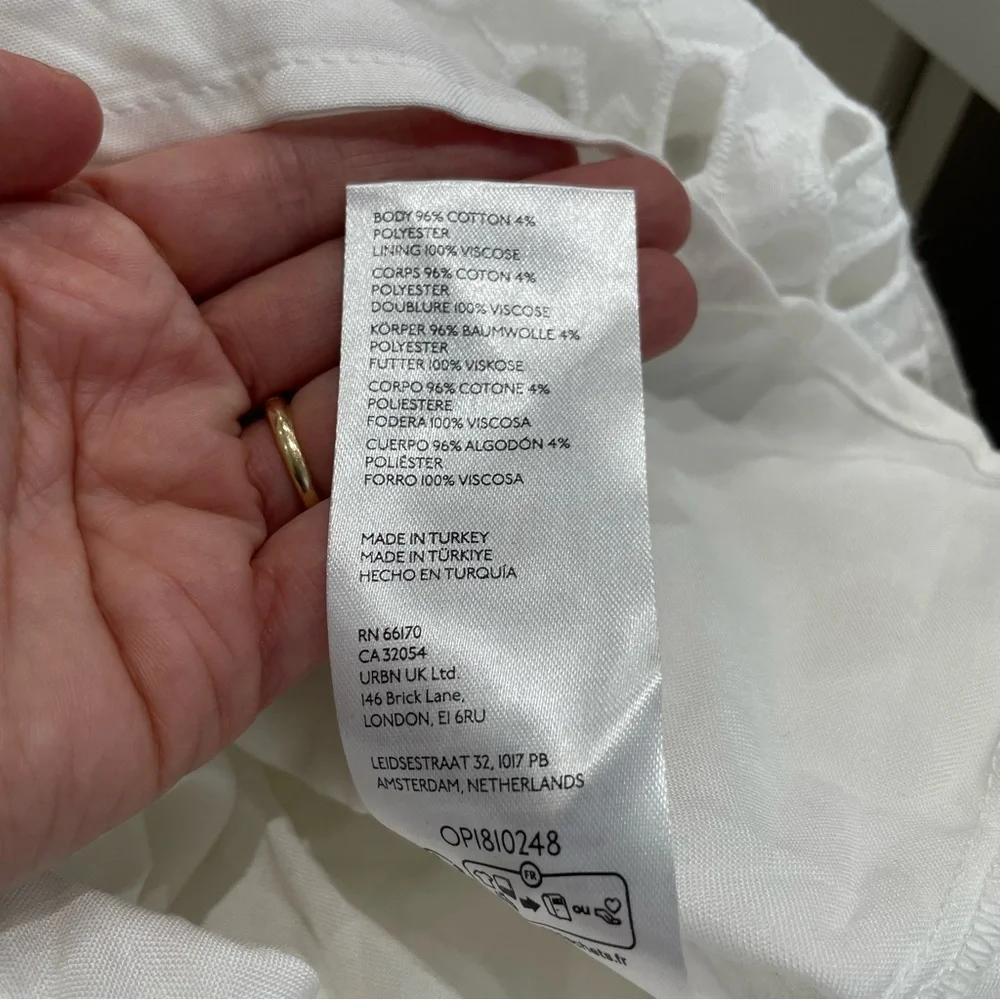 BODY 96% COTTON 4%
POLYESTER
LINING 100% VISCOSE
CORPS 96% COTON 4%
POLYESTER
DOUBLURE 100% VISCOSE
KÖRPER 96% BAUMWOLLE 4%
POLYESTER
FUTTER 100% VISKOSE
CORPO 96% COTONE 4%
POLIESTERE
FODERA 100% VISCOSA
CUERPO 96% ALGODÓN 4%
POLIÉSTER
FORRO 100% VISCOSA
MADE IN TURKEY
MADE IN TÜRKIYE
HECHO EN TURQUÍA
RN 66170
CA 32054
URBN UK Ltd.
146 Brick Lane,
LONDON, E1 6RU
LEIDSESTRAAT 32, 1017 PB
AMSTERDAM, NETHERLANDS
OP1810248
FR
OU